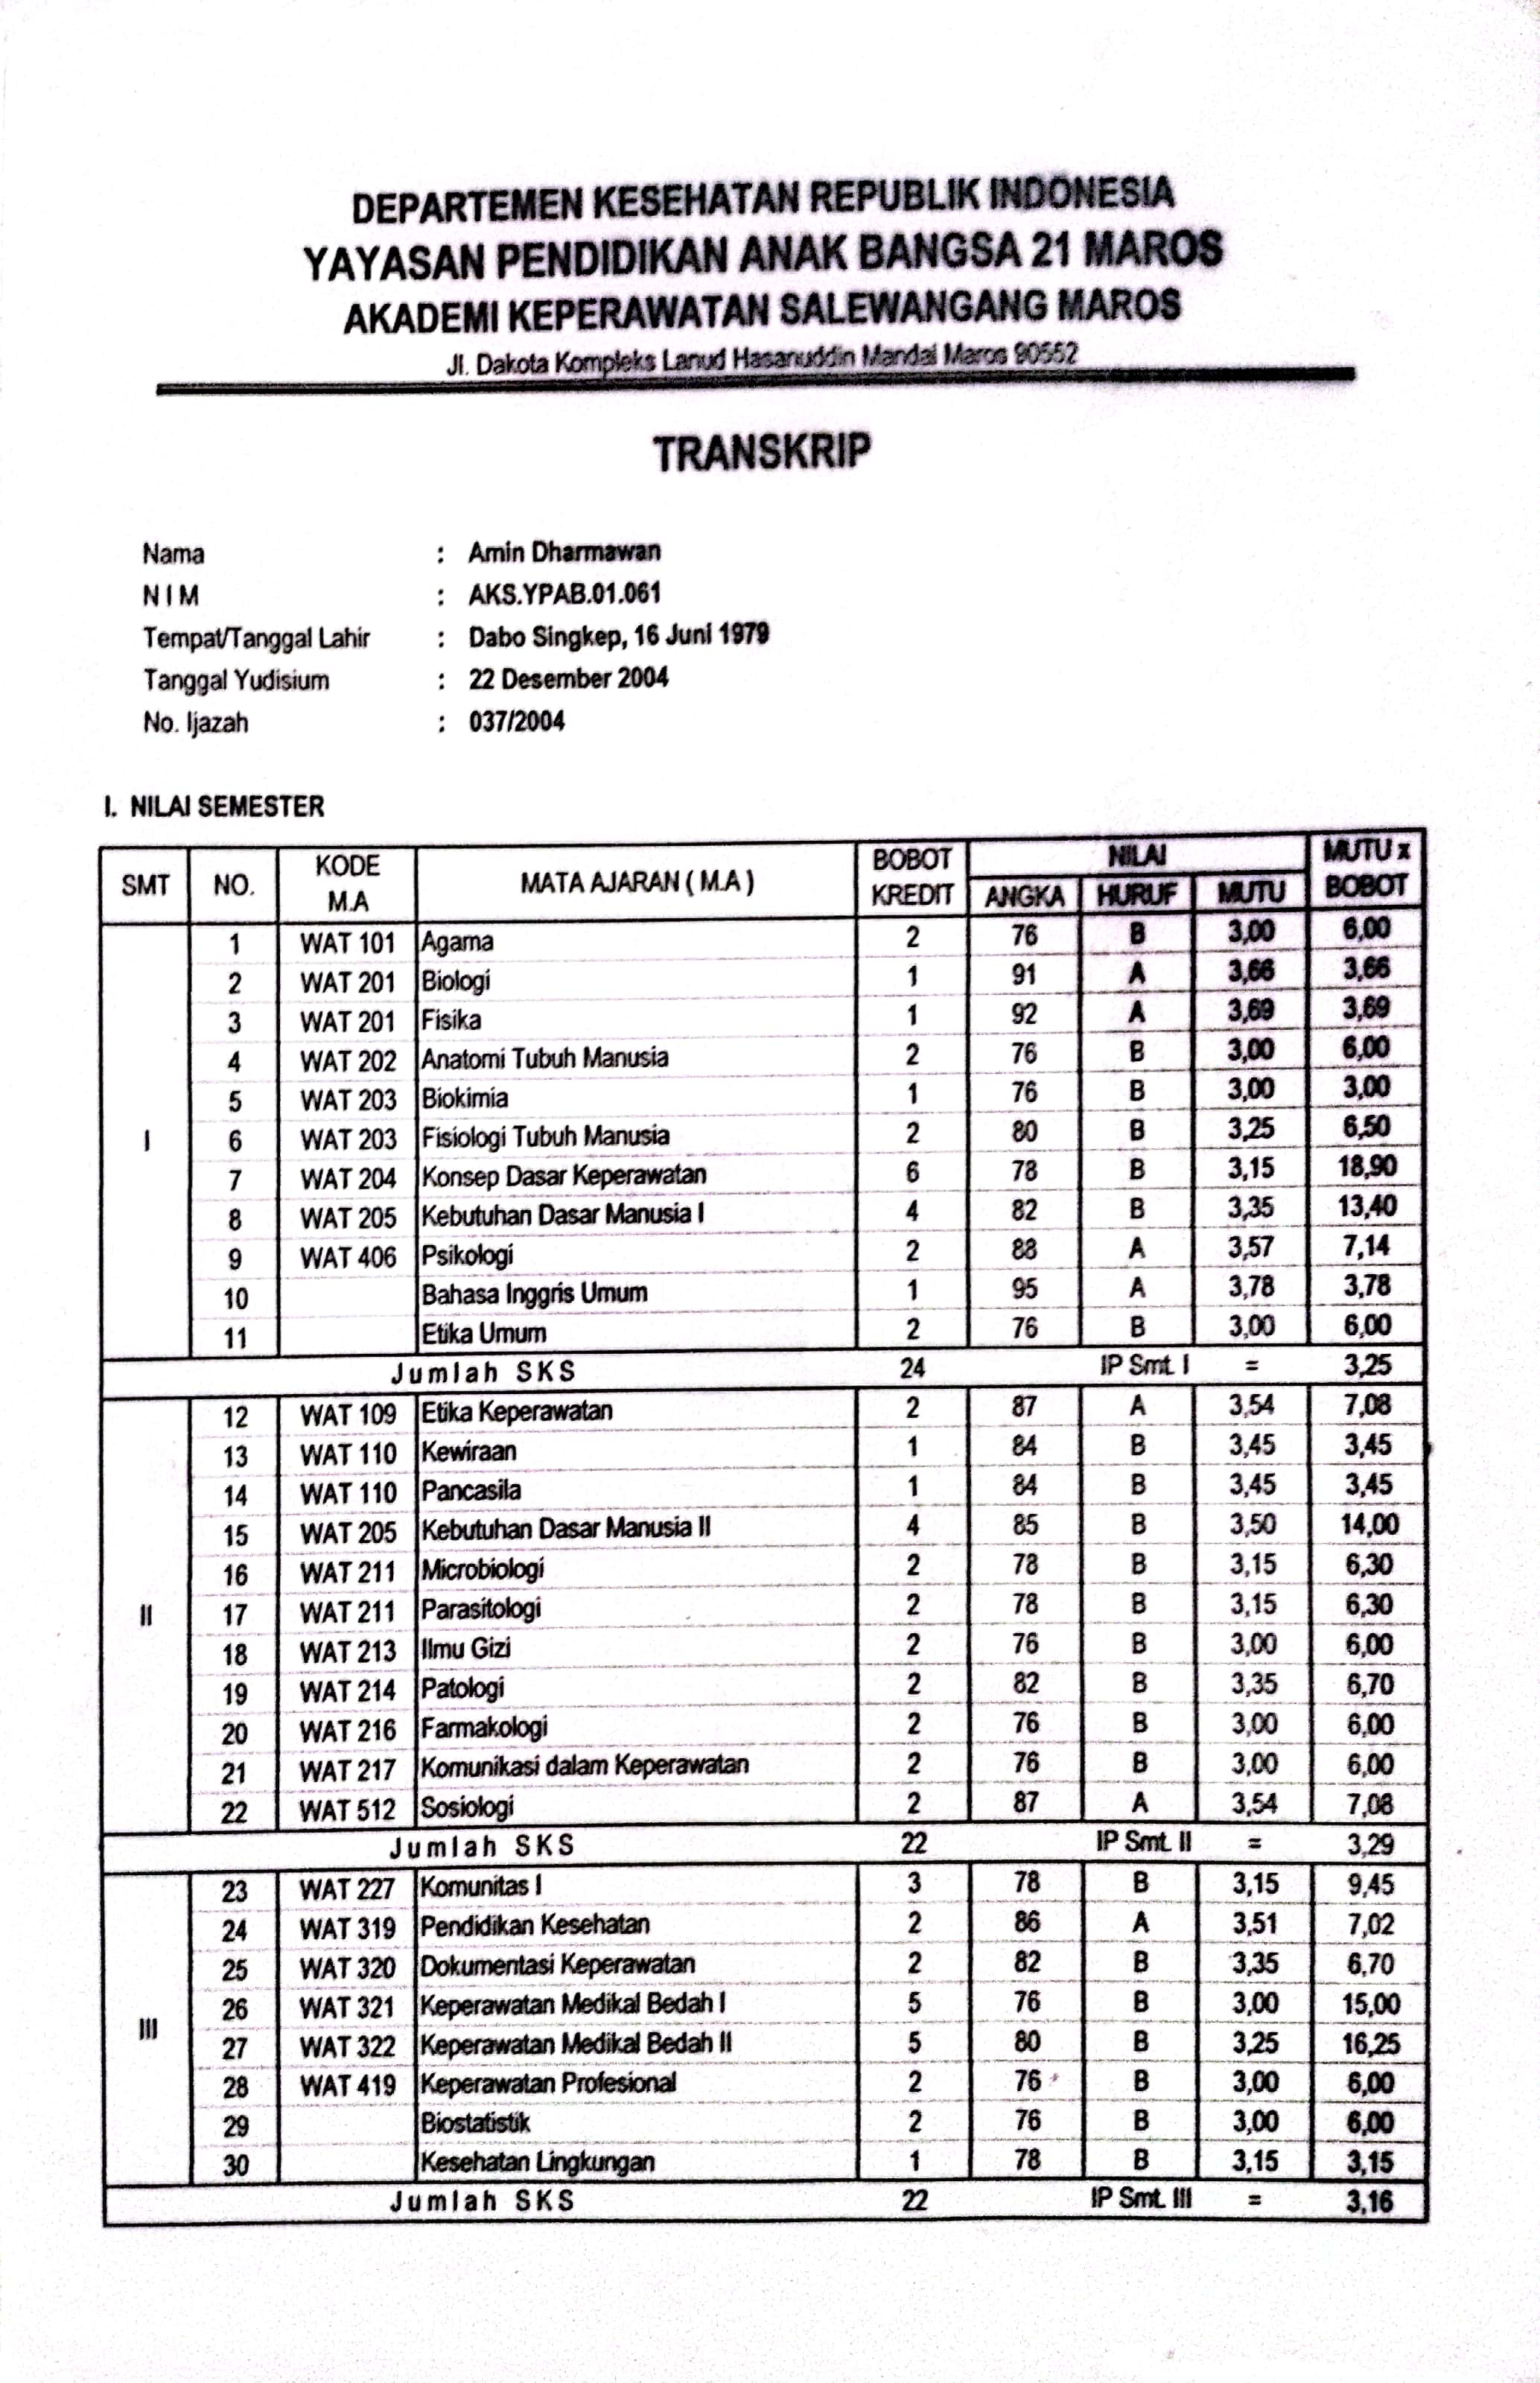 DEPARTEMEN KESEHATAN REPUBLIK INDONESIA
YAYASAN PENDIDIKAN ANAK BANGSA 21 MAROS
AKADEMI KEPERAWATAN SALEWANGANG MAROS
Jl. Dakota Kompleks Lanud Hasanuddin Mandai Maros 90552
TRANSKRIP
Nama : Amin Dharmawan
N I M : AKS.YPAB.01.061
Tempat/Tanggal Lahir : Dabo Singkep, 16 Juni 1979
Tanggal Yudisium : 22 Desember 2004
No. Ijazah : 037/2004
I. NILAI SEMESTER
SMT NO. KODE M.A MATA AJARAN ( M.A ) BOBOT KREDIT NILAI MUTU x BOBOT
ANGKA HURUF MUTU
I
1 WAT 101 Agama 2 76 B 3,00 6,00
2 WAT 201 Biologi 1 91 A 3,66 3,66
3 WAT 201 Fisika 1 92 A 3,69 3,69
4 WAT 202 Anatomi Tubuh Manusia 2 76 B 3,00 6,00
5 WAT 203 Biokimia 1 76 B 3,00 3,00
6 WAT 203 Fisiologi Tubuh Manusia 2 80 B 3,25 6,50
7 WAT 204 Konsep Dasar Keperawatan 6 78 B 3,15 18,90
8 WAT 205 Kebutuhan Dasar Manusia I 4 82 B 3,35 13,40
9 WAT 406 Psikologi 2 88 A 3,57 7,14
10 Bahasa Inggris Umum 1 95 A 3,78 3,78
11 Etika Umum 2 76 B 3,00 6,00
Jumlah SKS 24 IP Smt. I = 3,25
II
12 WAT 109 Etika Keperawatan 2 87 A 3,54 7,08
13 WAT 110 Kewiraan 1 84 B 3,45 3,45
14 WAT 110 Pancasila 1 84 B 3,45 3,45
15 WAT 205 Kebutuhan Dasar Manusia II 4 85 B 3,50 14,00
16 WAT 211 Microbiologi 2 78 B 3,15 6,30
17 WAT 211 Parasitologi 2 78 B 3,15 6,30
18 WAT 213 Ilmu Gizi 2 76 B 3,00 6,00
19 WAT 214 Patologi 2 82 B 3,35 6,70
20 WAT 216 Farmakologi 2 76 B 3,00 6,00
21 WAT 217 Komunikasi dalam Keperawatan 2 76 B 3,00 6,00
22 WAT 512 Sosiologi 2 87 A 3,54 7,08
Jumlah SKS 22 IP Smt. II = 3,29
III
23 WAT 227 Komunitas I 3 78 B 3,15 9,45
24 WAT 319 Pendidikan Kesehatan 2 86 A 3,51 7,02
25 WAT 320 Dokumentasi Keperawatan 2 82 B 3,35 6,70
26 WAT 321 Keperawatan Medikal Bedah I 5 76 B 3,00 15,00
27 WAT 322 Keperawatan Medikal Bedah II 5 80 B 3,25 16,25
28 WAT 419 Keperawatan Profesional 2 76 B 3,00 6,00
29 Biostatistik 2 76 B 3,00 6,00
30 Kesehatan Lingkungan 1 78 B 3,15 3,15
Jumlah SKS 22 IP Smt. III = 3,16